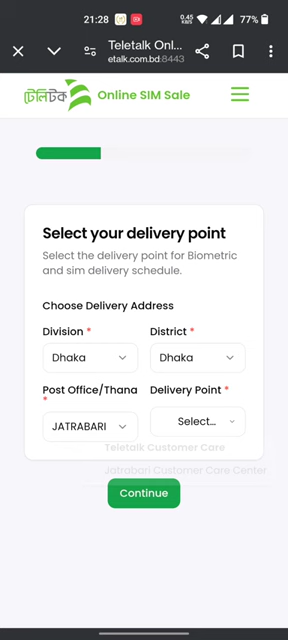 21:28
0.45
KB/S
77%
Teletalk Onl...
etalk.com.bd:8443
টেলিটক
Online SIM Sale
Select your delivery point
Select the delivery point for Biometric
and sim delivery schedule.
Choose Delivery Address
Division * District *
Dhaka Dhaka
Post Office/Thana
* Delivery Point *
JATRABARI Select...
Teletalk Customer Care
Jatrabari Customer Care Center
Continue